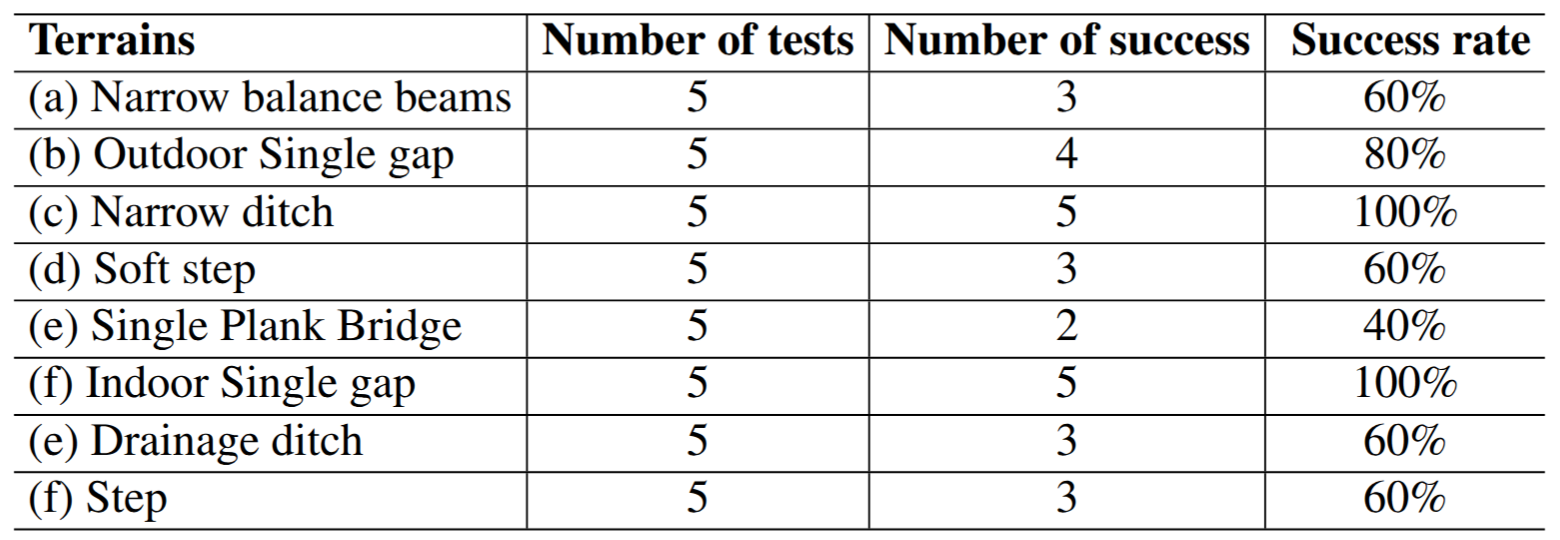 Terrains Number of tests Number of success Success rate
(a) Narrow balance beams 5 3 60%
(b) Outdoor Single gap 5 4 80%
(c) Narrow ditch 5 5 100%
(d) Soft step 5 3 60%
(e) Single Plank Bridge 5 2 40%
(f) Indoor Single gap 5 5 100%
(e) Drainage ditch 5 3 60%
(f) Step 5 3 60%